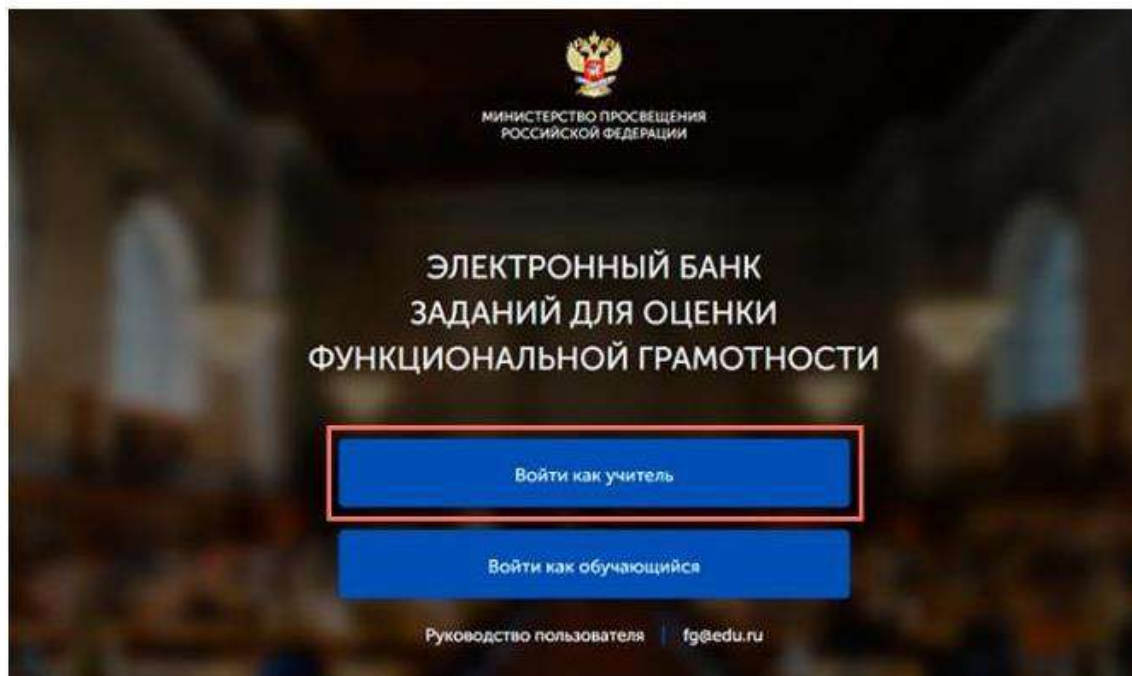 МИНИСТЕРСТВО ПРОСВЕЩЕНИЯ
РОССИЙСКОЙ ФЕДЕРАЦИИ
ЭЛЕКТРОННЫЙ БАНК
ЗАДАНИЙ ДЛЯ ОЦЕНКИ
ФУНКЦИОНАЛЬНОЙ ГРАМОТНОСТИ
Войти как учитель
Войти как обучающийся
Руководство пользователя | fg@edu.ru